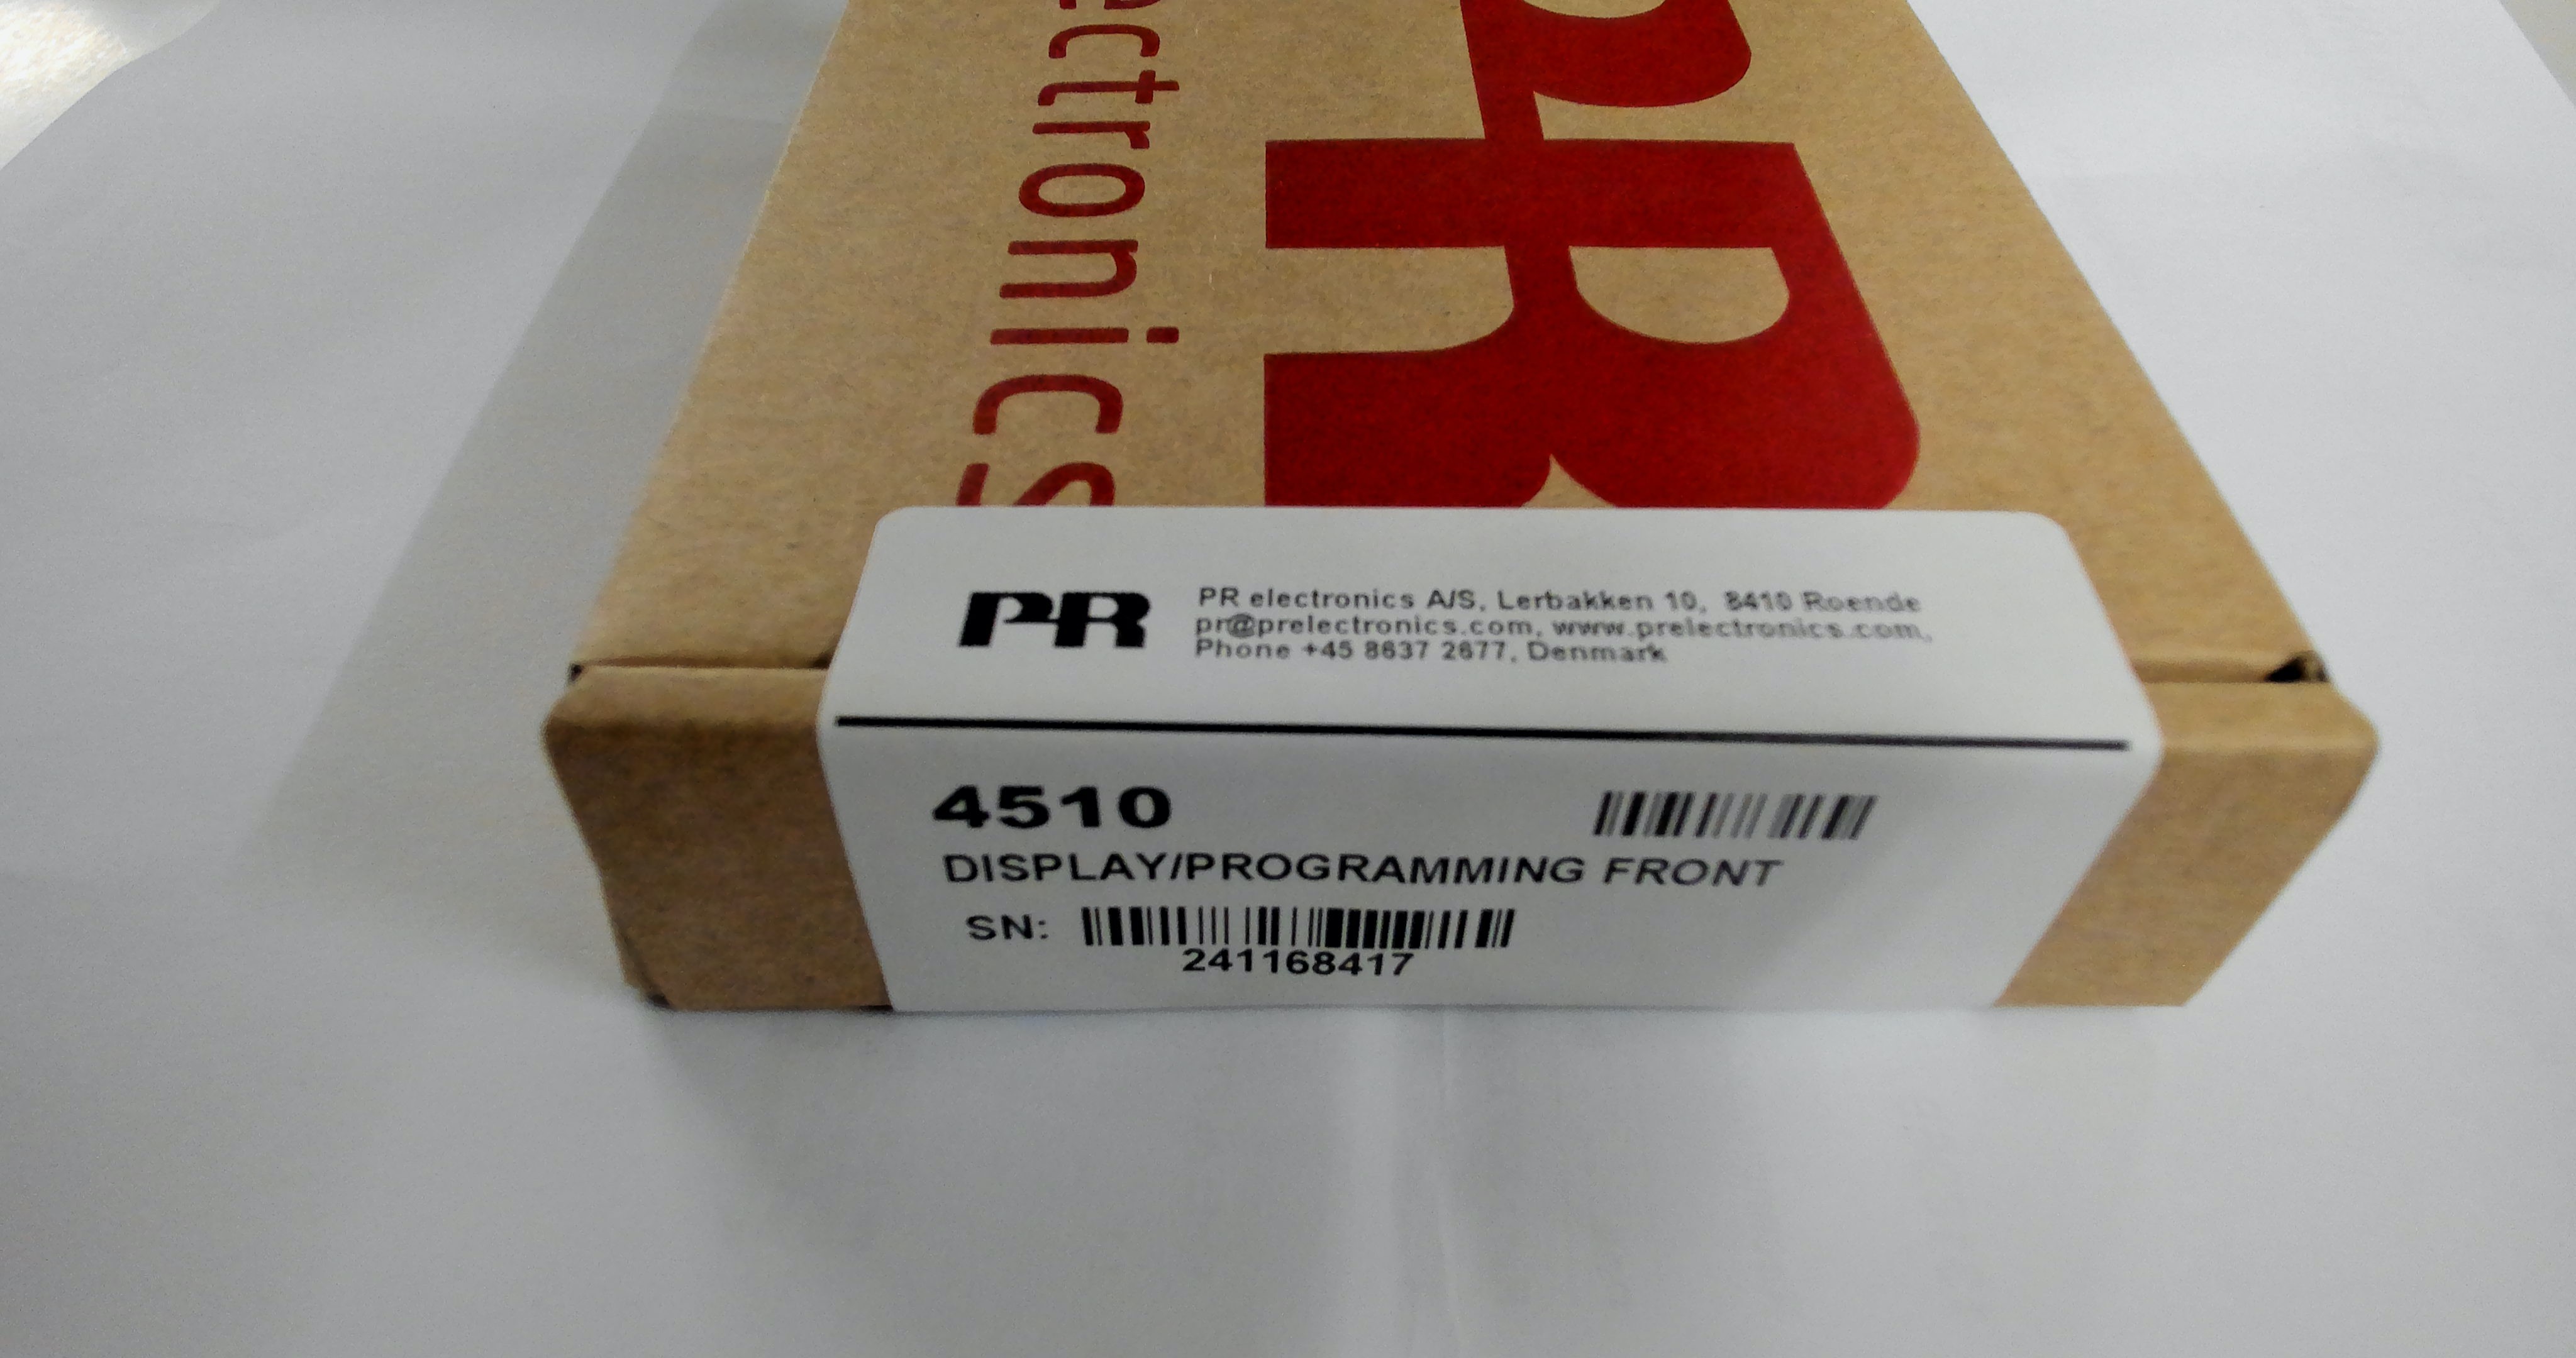 ectronics
PR
PR
PR electronics A/S, Lerbakken 10, 8410 Roende
pr@prelectronics.com, www.prelectronics.com,
Phone +45 8637 2677, Denmark
4510
DISPLAY/PROGRAMMING FRONT
SN:
241168417